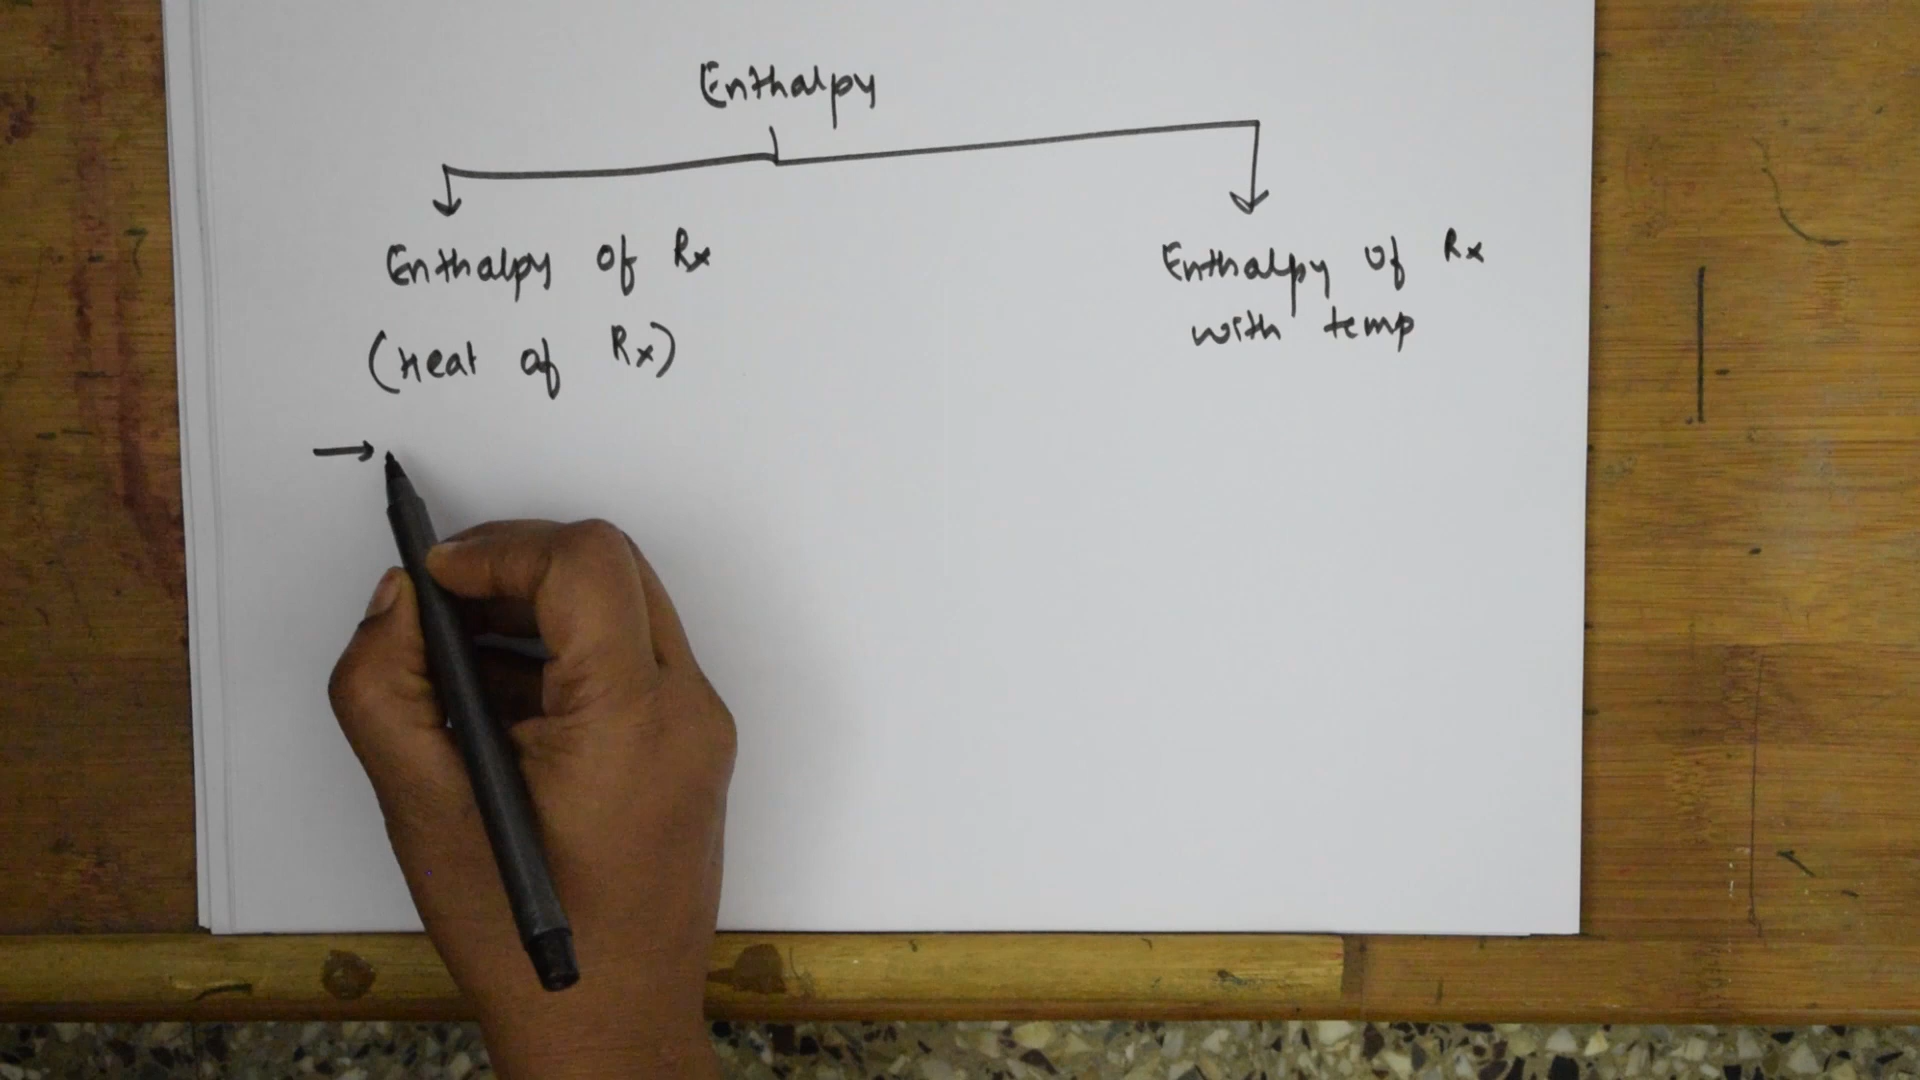 Enthalpy
Enthalpy of Rx
(Heat of Rx)
Enthalpy of Rx
with temp